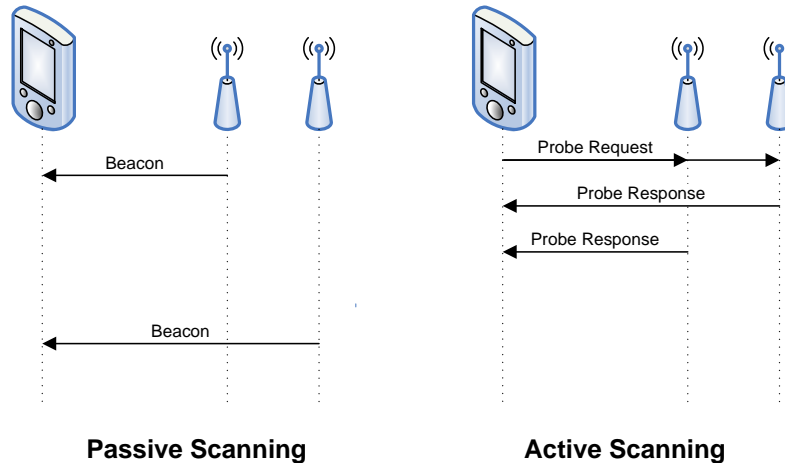 Beacon
Beacon
Passive Scanning
Probe Request
Probe Response
Probe Response
Active Scanning